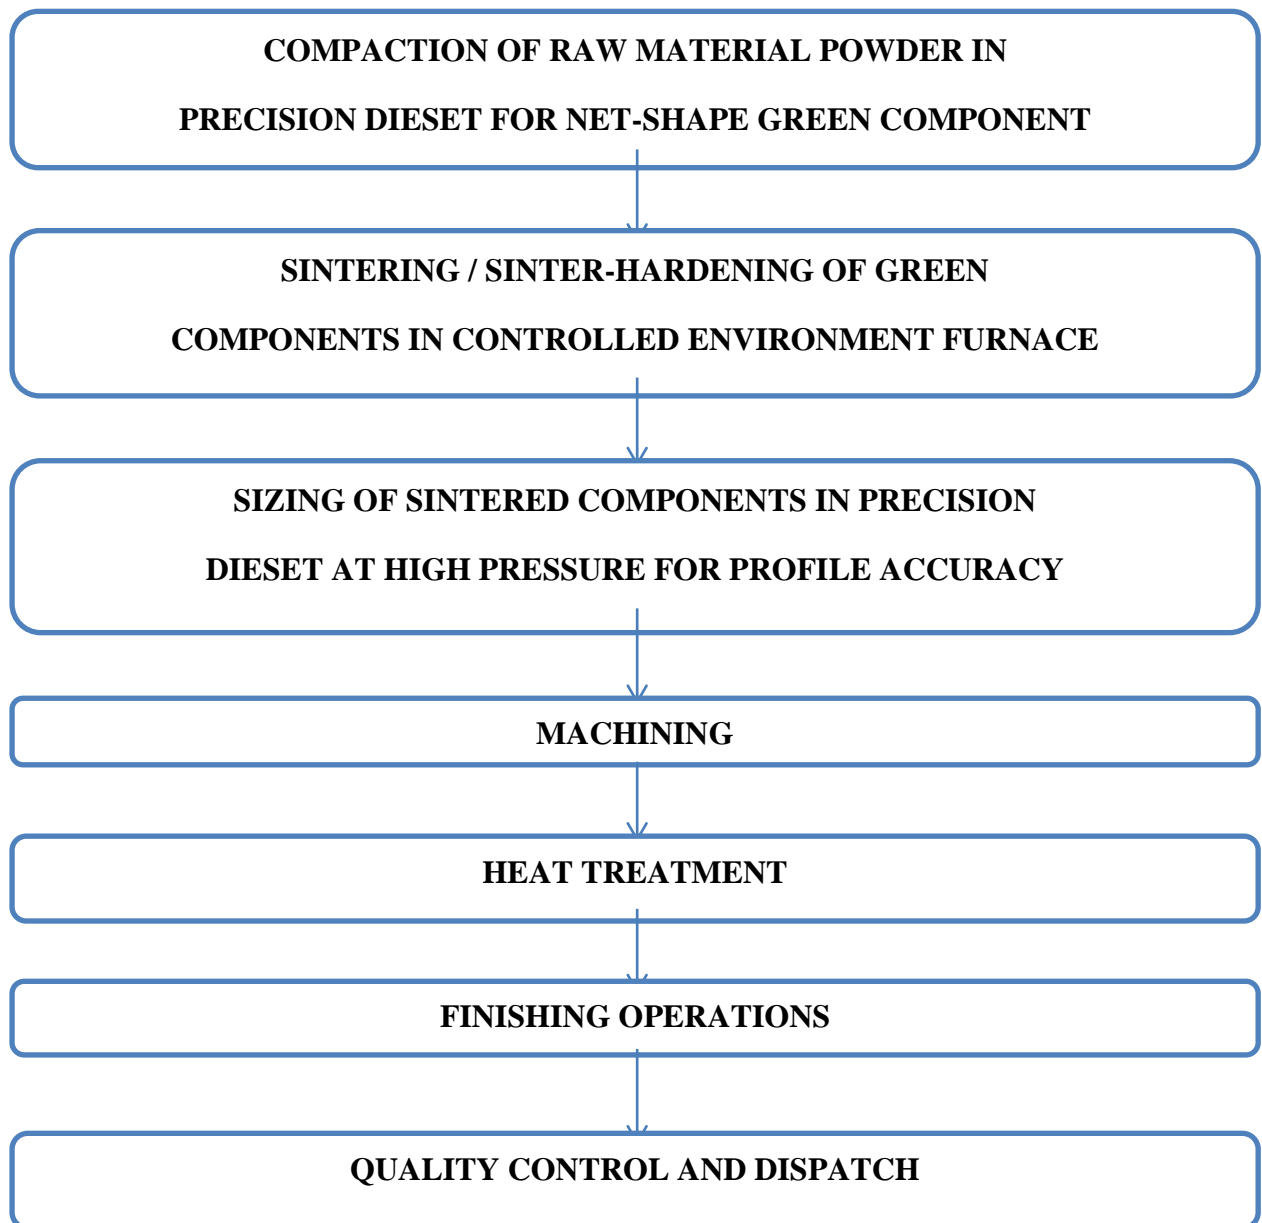 COMPACTION OF RAW MATERIAL POWDER IN
PRECISION DIESET FOR NET-SHAPE GREEN COMPONENT
SINTERING / SINTER-HARDENING OF GREEN
COMPONENTS IN CONTROLLED ENVIRONMENT FURNACE
SIZING OF SINTERED COMPONENTS IN PRECISION
DIESET AT HIGH PRESSURE FOR PROFILE ACCURACY
MACHINING
HEAT TREATMENT
FINISHING OPERATIONS
QUALITY CONTROL AND DISPATCH